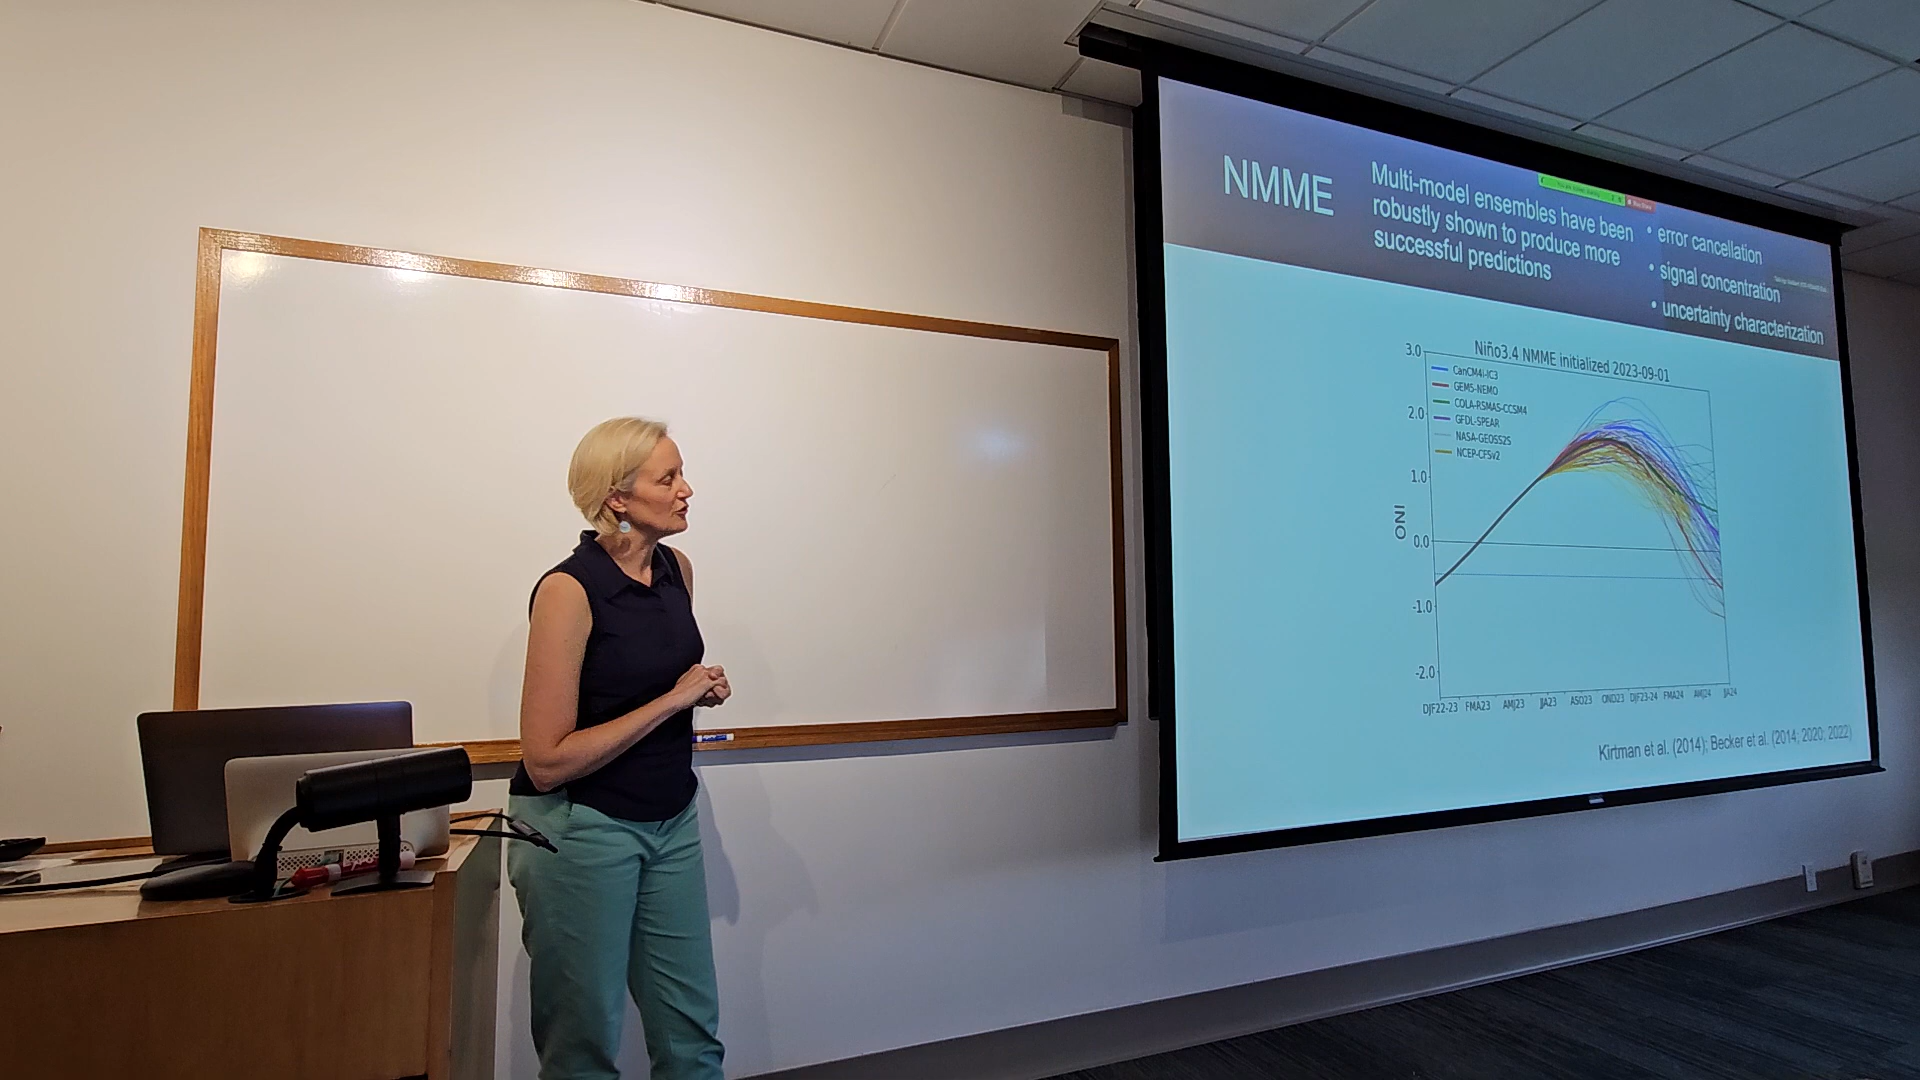 NMME
Multi-model ensembles have been
robustly shown to produce more
successful predictions
• error cancellation
• signal concentration
• uncertainty characterization
Niño3.4 NMME initialized 2023-09-01
CanCM4i-IC3
GEM5-NEMO
COLA-RSMAS-CCSM4
GFDL-SPEAR
NASA-GEOSS2S
NCEP-CFSv2
ONI
3.0
2.0
1.0
0.0
-1.0
-2.0
DJF22-23 FMA23 AMJ23 JJA23 ASO23 OND23 DJF23-24 FMA24 AMJ24 JJA24
Kirtman et al. (2014); Becker et al. (2014; 2020; 2022)